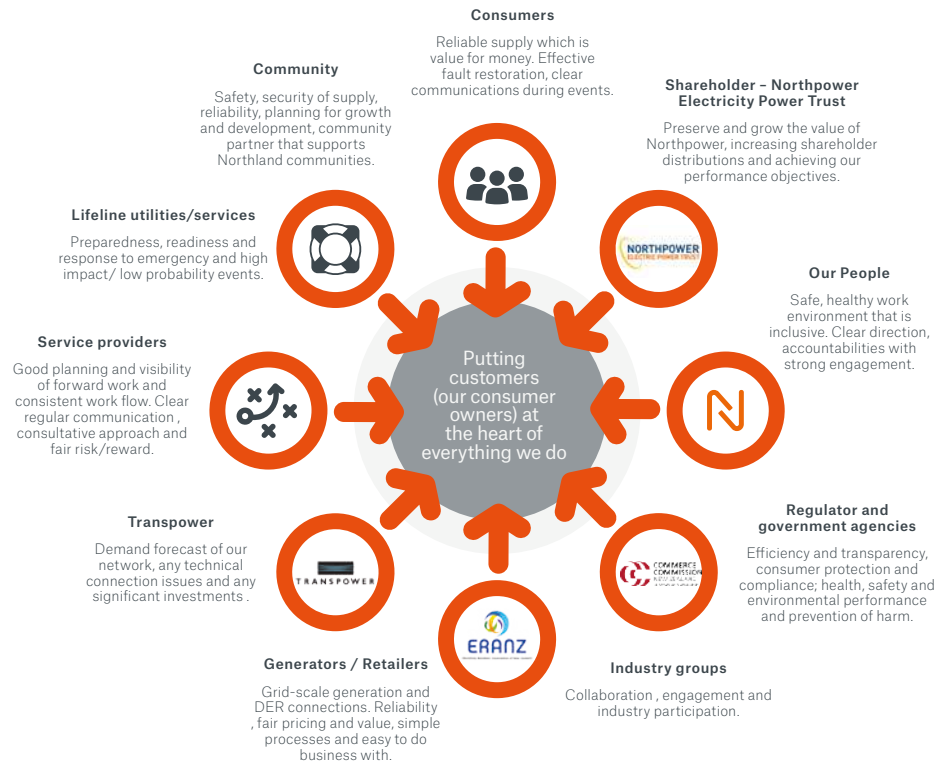 Consumers
Reliable supply which is
value for money. Effective
fault restoration, clear
communications during events.
Community
Safety, security of supply,
reliability, planning for growth
and development, community
partner that supports
Northland communities.
Shareholder – Northpower
Electricity Power Trust
Preserve and grow the value of
Northpower, increasing shareholder
distributions and achieving our
performance objectives.
Lifeline utilities/services
Preparedness, readiness and
response to emergency and high
impact/ low probability events.
NORTHPOWER
ELECTRIC POWER TRUST
Our People
Safe, healthy work
environment that is
inclusive. Clear direction,
accountabilities with
strong engagement.
Service providers
Good planning and visibility
of forward work and
consistent work flow. Clear
regular communication ,
consultative approach and
fair risk/reward.
Putting
customers
(our consumer
owners) at
the heart of
everything we do
Transpower
Demand forecast of our
network, any technical
connection issues and any
significant investments .
TRANSPOWER
Regulator and
government agencies
Efficiency and transparency,
consumer protection and
compliance; health, safety and
environmental performance
and prevention of harm.
COMMERCE
COMMISSION
NEW ZEALAND
ERANZ
Generators / Retailers
Grid-scale generation and
DER connections. Reliability
, fair pricing and value, simple
processes and easy to do
business with.
Industry groups
Collaboration , engagement and
industry participation.